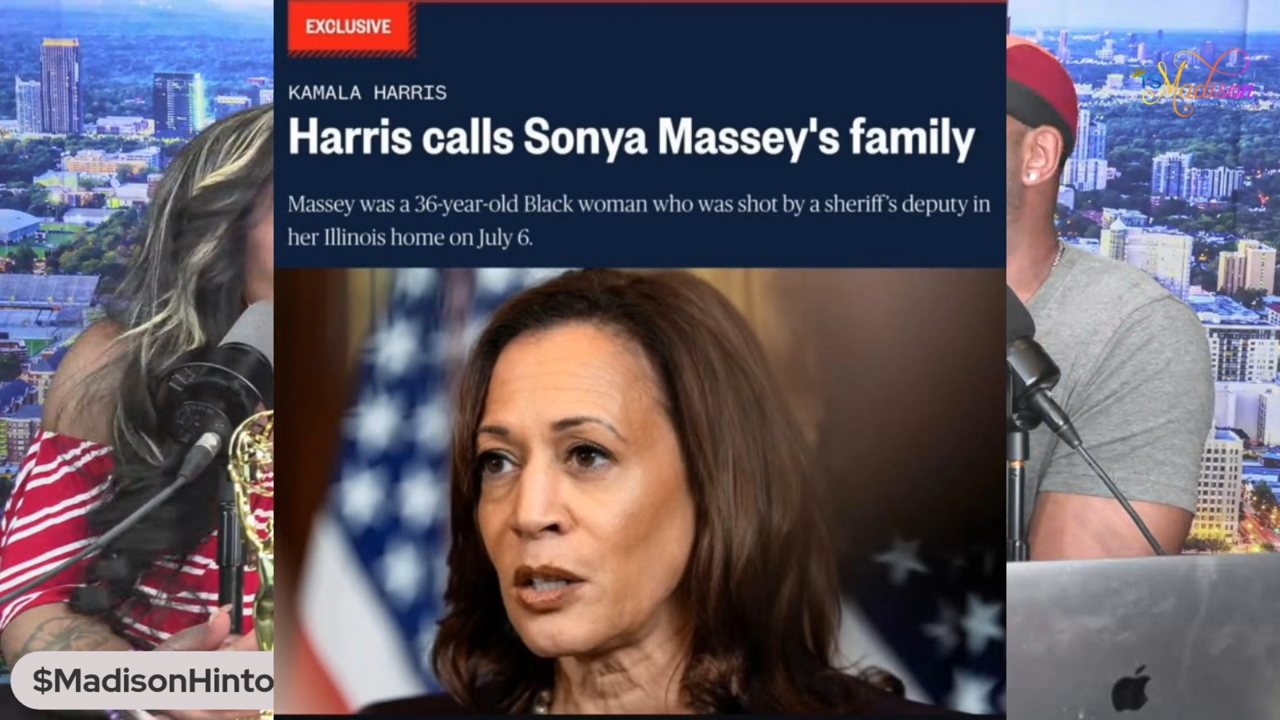 EXCLUSIVE
KAMALA HARRIS
Harris calls Sonya Massey's family
Massey was a 36-year-old Black woman who was shot by a sheriff's deputy in
her Illinois home on July 6.
Madison
$MadisonHinto